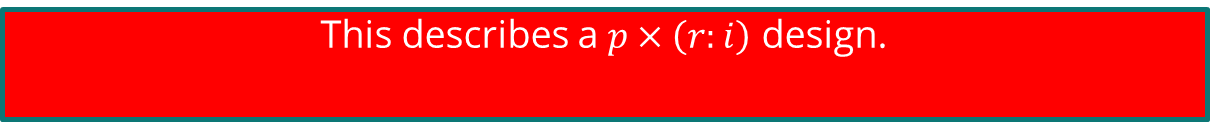 This describes a 𝑝 × (𝑟: 𝑖) design.